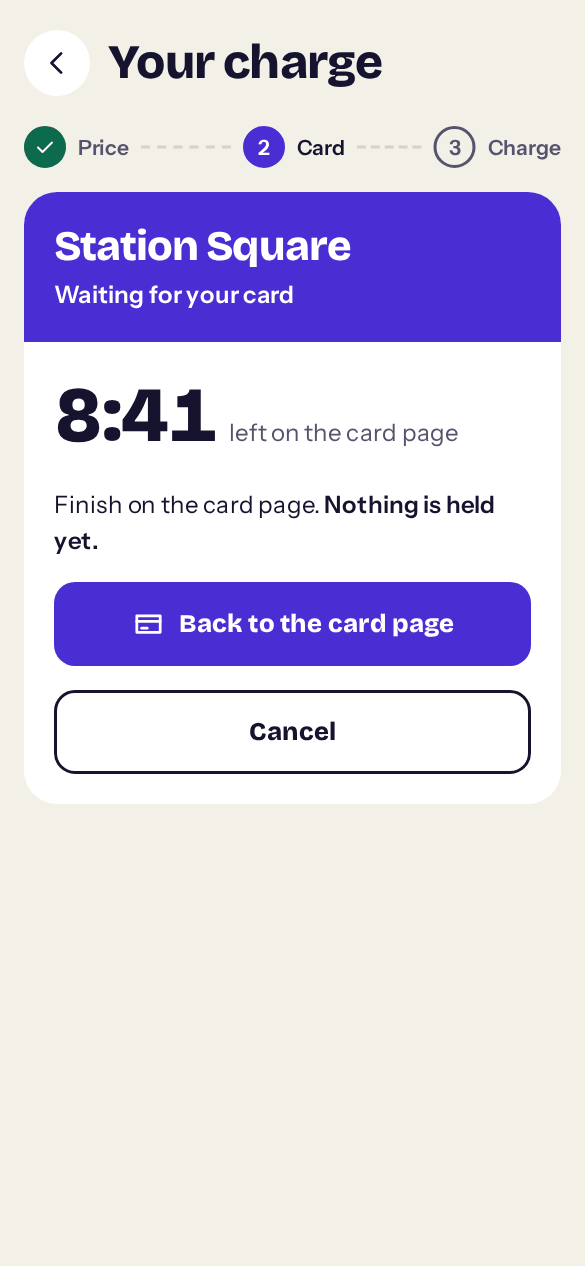 Your charge
Price
2 Card
3 Charge
Station Square
Waiting for your card
8:41 left on the card page
Finish on the card page. Nothing is held
yet.
Back to the card page
Cancel